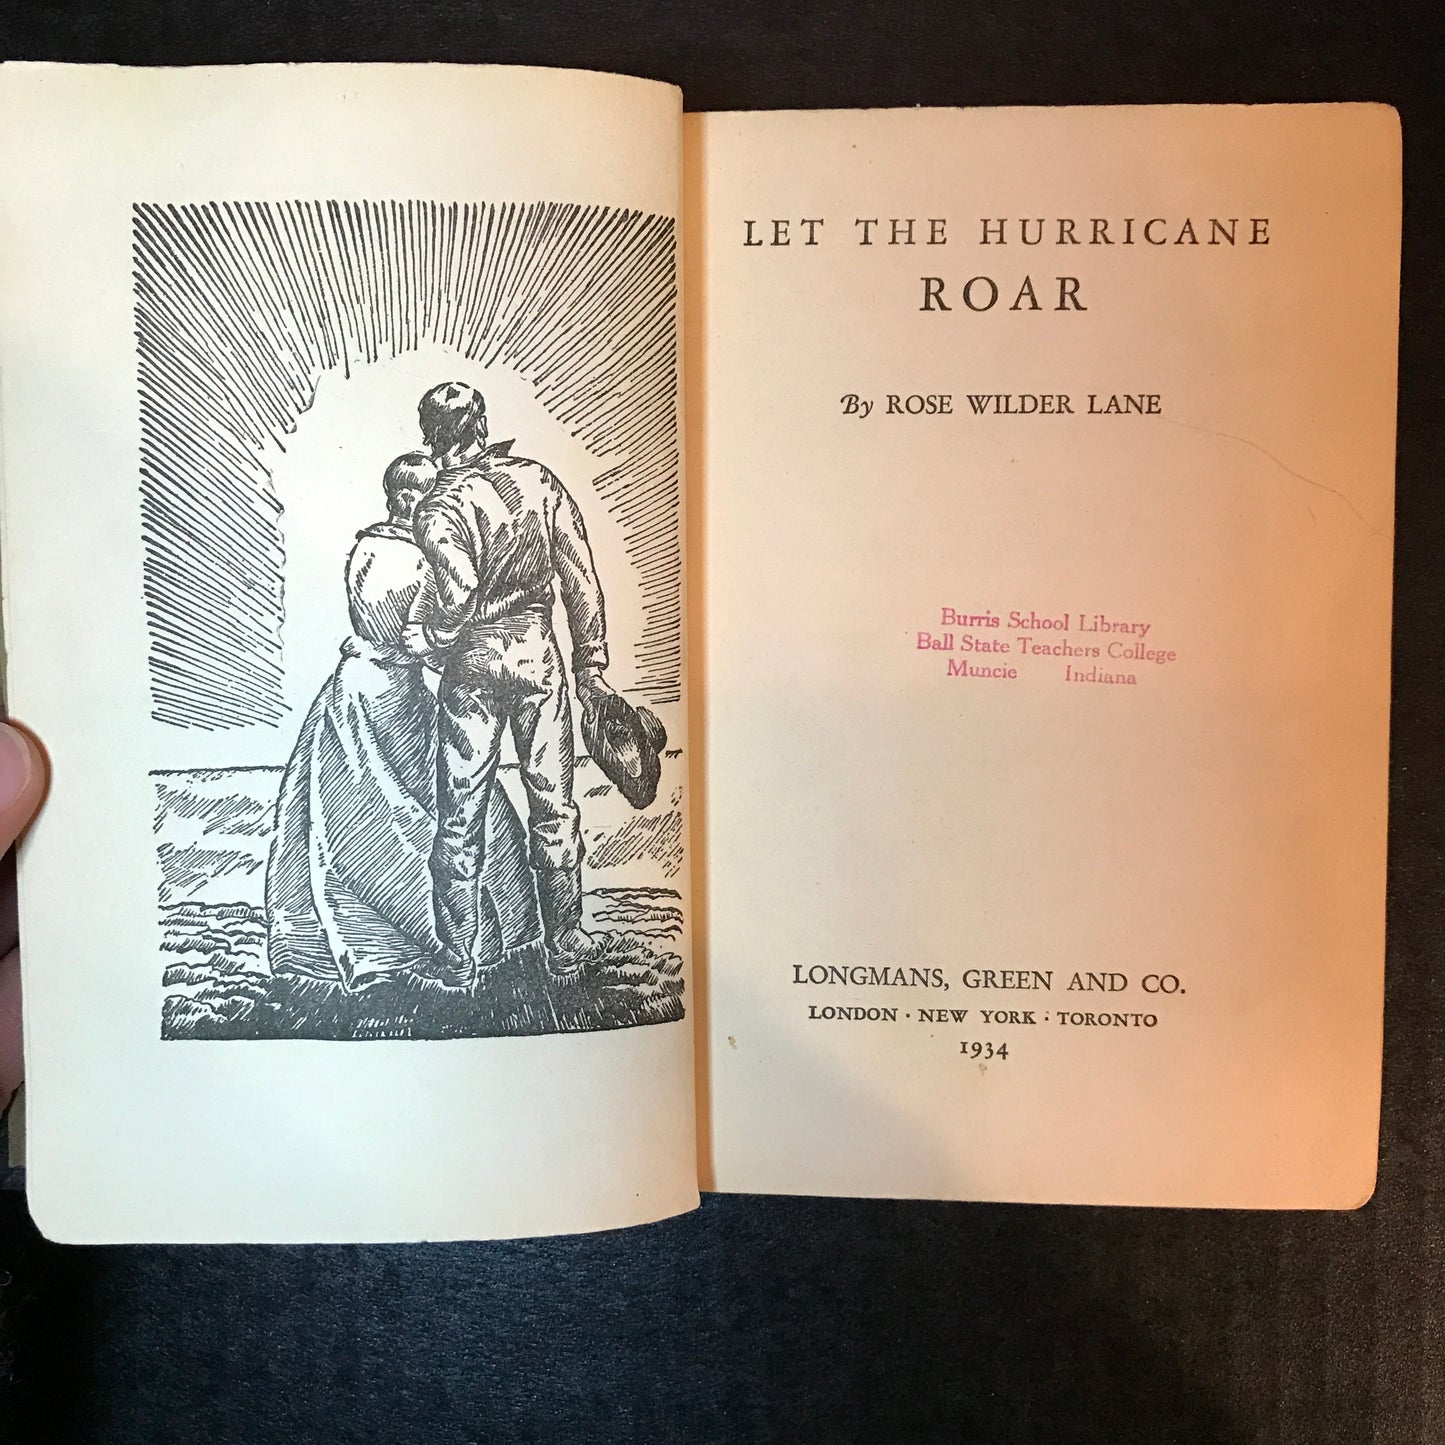 LET THE HURRICANE
ROAR
By ROSE WILDER LANE
Burris School Library
Ball State Teachers College
Muncie Indiana
LONGMANS, GREEN AND CO.
LONDON · NEW YORK · TORONTO
1934